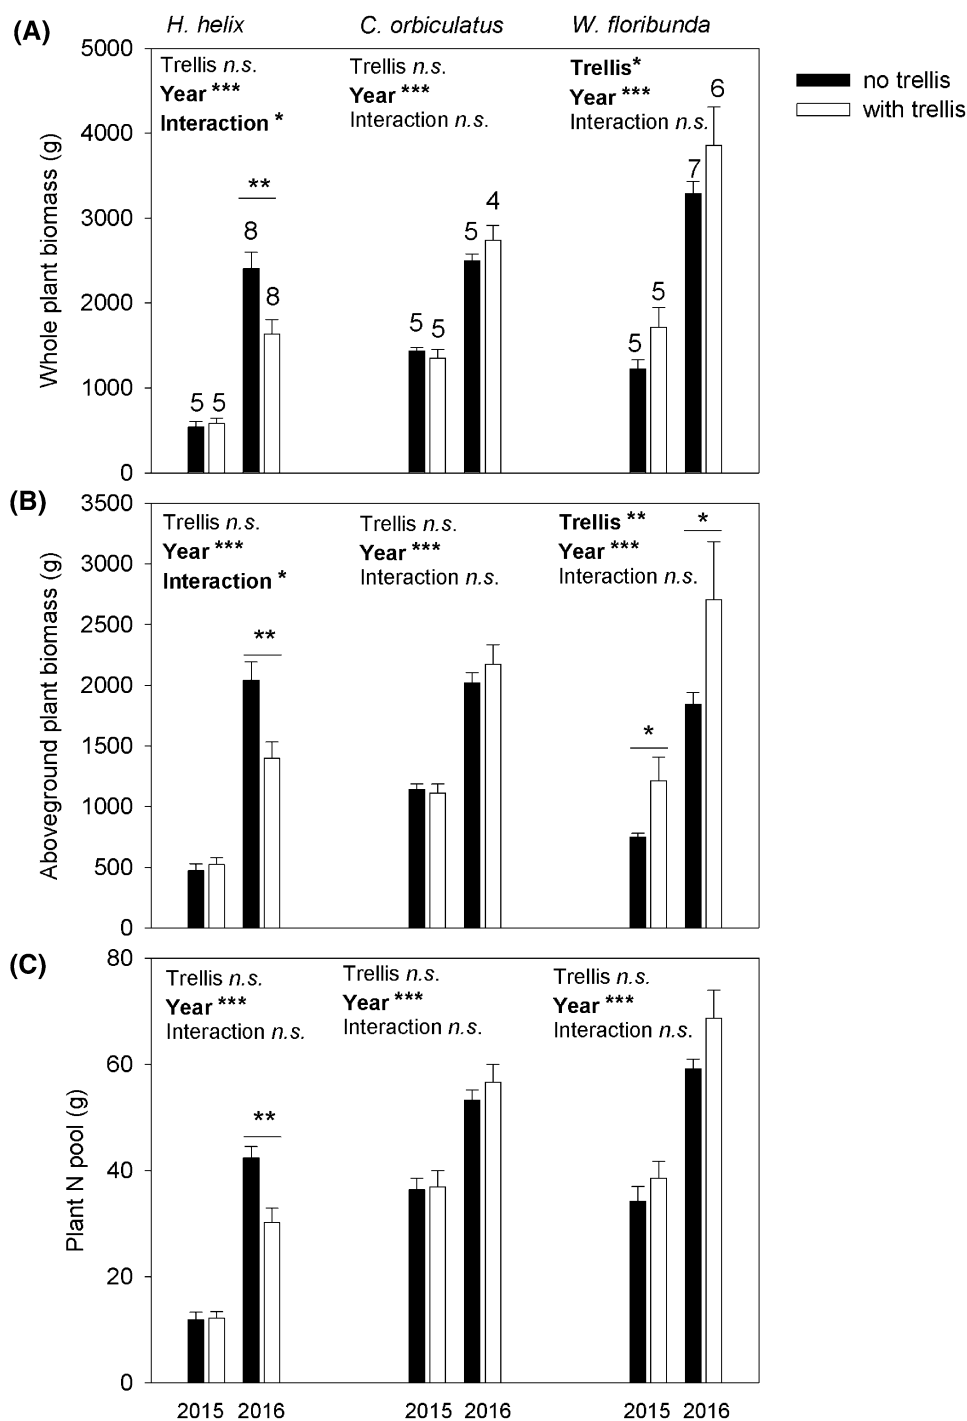 (A)
H. helix
C. orbiculatus
W. floribunda
Whole plant biomass (g)
5000
4000
3000
2000
1000
0
Trellis n.s.
Year ***
Interaction *
Trellis n.s.
Year ***
Interaction n.s.
Trellis*
Year ***
Interaction n.s.
no trellis
with trellis
5 5
8
**
8
5
5
5
4
5
5
7
6
(B)
Aboveground plant biomass (g)
3500
3000
2500
2000
1500
1000
500
0
Trellis n.s.
Year ***
Interaction *
Trellis n.s.
Year ***
Interaction n.s.
Trellis **
Year ***
Interaction n.s.
**
*
*
(C)
Plant N pool (g)
80
60
40
20
0
Trellis n.s.
Year ***
Interaction n.s.
Trellis n.s.
Year ***
Interaction n.s.
Trellis n.s.
Year ***
Interaction n.s.
**
2015 2016
2015 2016
2015 2016